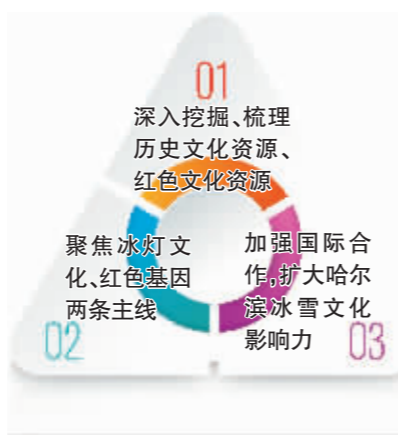 01
深入挖掘、梳理
历史文化资源、
红色文化资源
聚焦冰灯文
化、红色基因
两条主线
02
加强国际合
作,扩大哈尔
滨冰雪文化
影响力
03